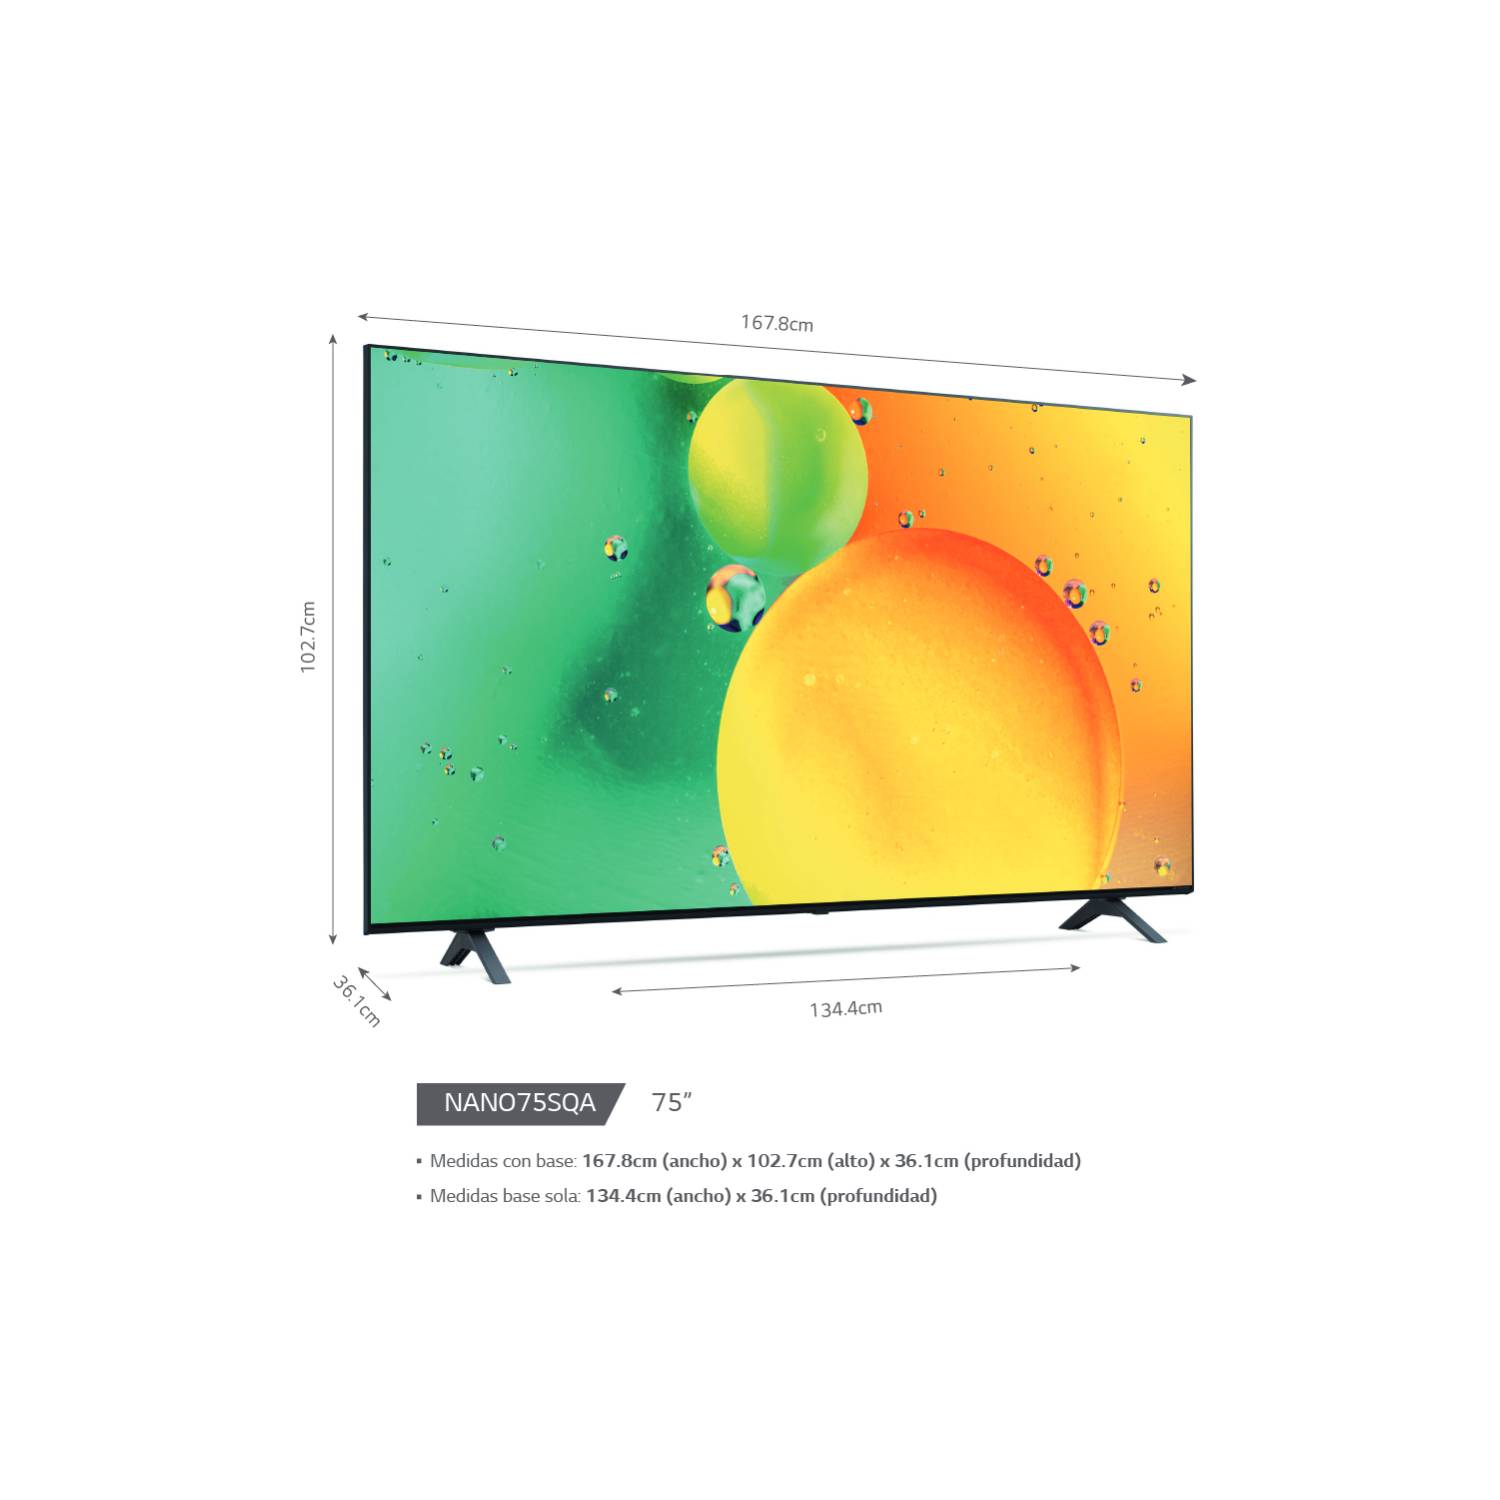 167.8cm
102.7cm
36.1cm
134.4cm
NANO75SQA 75”
▪ Medidas con base: 167.8cm (ancho) x 102.7cm (alto) x 36.1cm (profundidad)
▪ Medidas base sola: 134.4cm (ancho) x 36.1cm (profundidad)